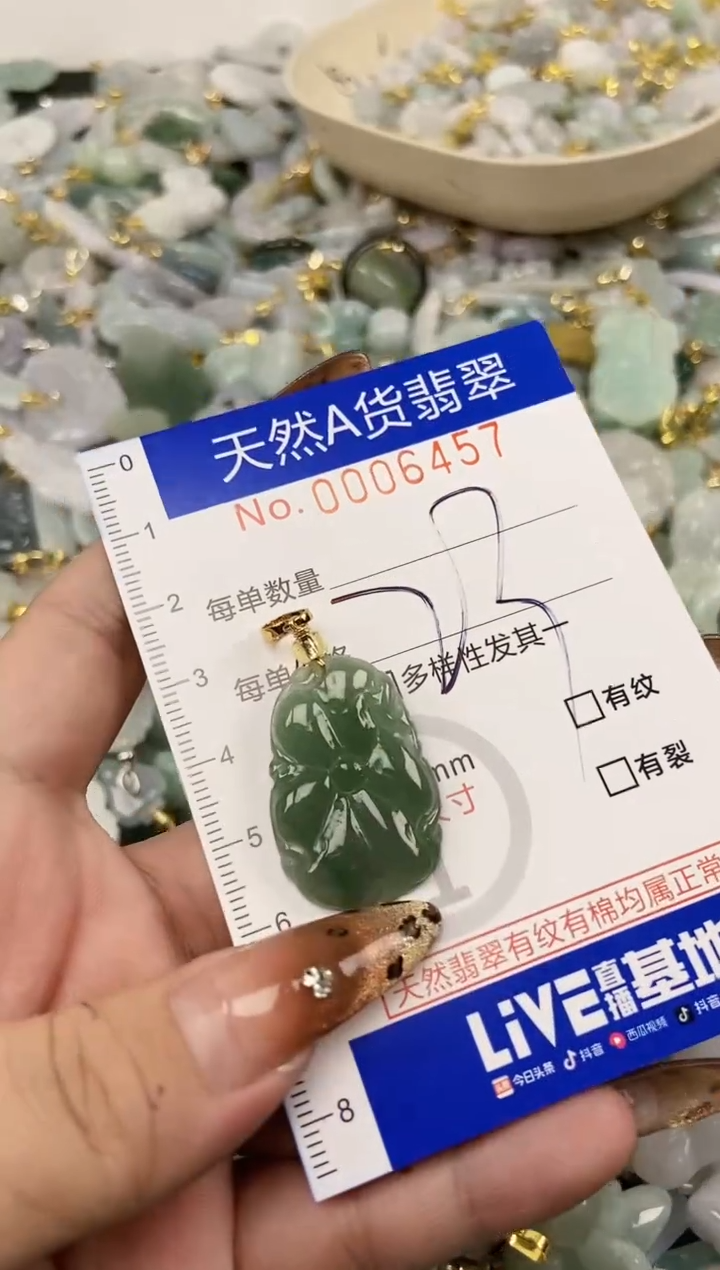 天然A货翡翠
No. 0006457
0
1
每单数量
2
多样性发其一
每单
3
有纹
4
mm
有裂
寸
5
6
天然翡翠有纹有棉均属正常
LiVE直播基地
今日头条 抖音 西瓜视频 抖音
8